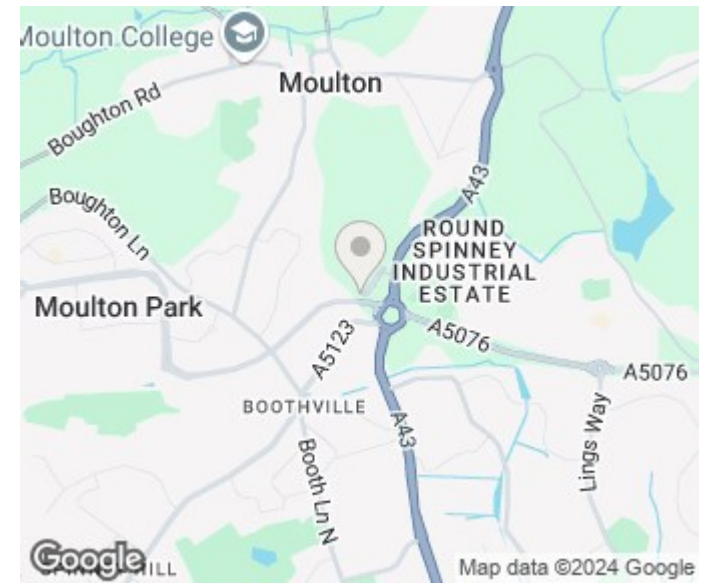 Moulton College
Moulton
Boughton Rd
A43
Boughton Ln
ROUND
SPINNEY
INDUSTRIAL
ESTATE
Moulton Park
A5123
A5076
A5076
BOOTHVILLE
A43
Lings Way
Booth Ln N
HILL
Google
Map data ©2024 Google